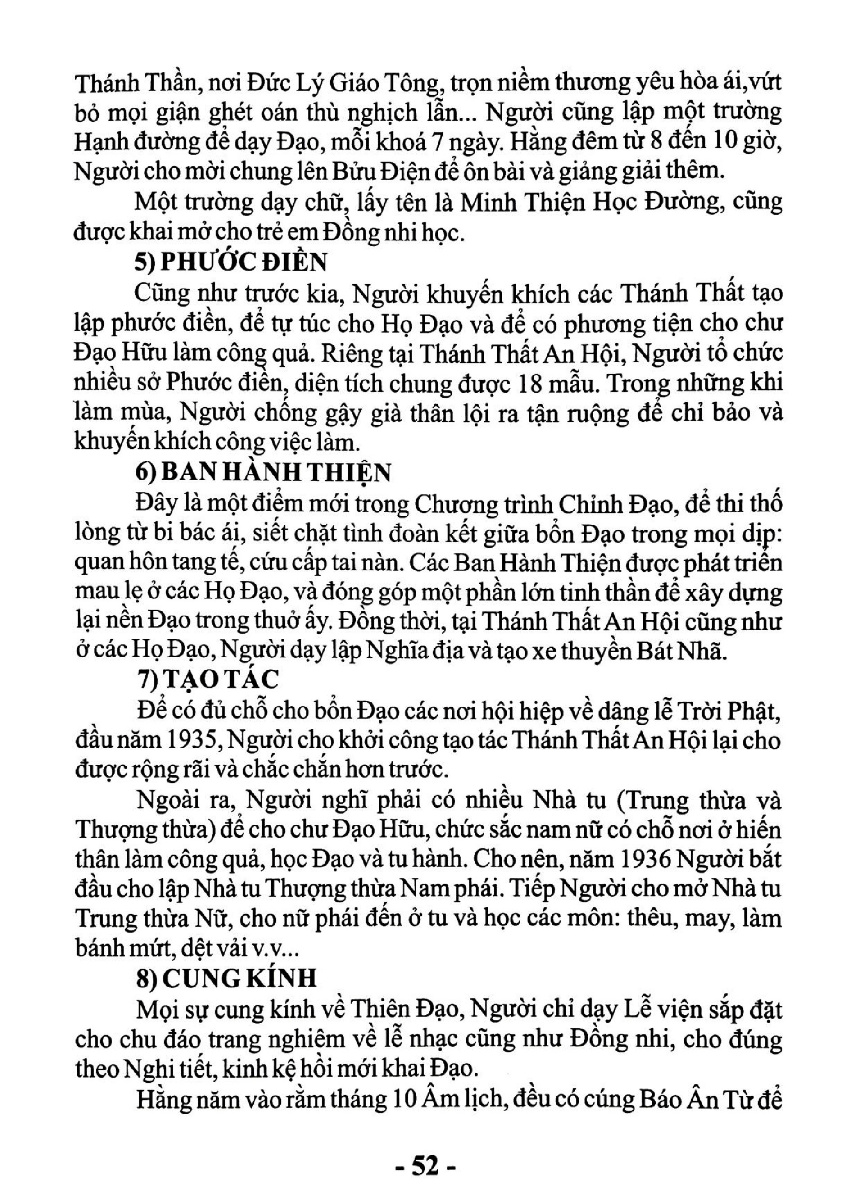 Thánh Thần, nơi Đức Lý Giáo Tông, trọn niềm thương yêu hòa ái,vứt
bỏ mọi giận ghét oán thù nghịch lẫn... Người cũng lập một trường
Hạnh đường để dạy Đạo, mỗi khoá 7 ngày. Hằng đêm từ 8 đến 10 giờ,
Người cho mời chung lên Bửu Điện để ôn bài và giảng giải thêm.
Một trường dạy chữ, lấy tên là Minh Thiện Học Đường, cũng
được khai mở cho trẻ em Đồng nhi học.
5) PHƯỚC ĐIỀN
Cũng như trước kia, Người khuyến khích các Thánh Thất tạo
lập phước điền, để tự túc cho Họ Đạo và để có phương tiện cho chư
Đạo Hữu làm công quả. Riêng tại Thánh Thất An Hội, Người tổ chức
nhiều sở Phước điền, diện tích chung được 18 mẫu. Trong những khi
làm mùa, Người chống gậy già thân lội ra tận ruộng để chỉ bảo và
khuyến khích công việc làm.
6) BAN HÀNH THIỆN
Đây là một điểm mới trong Chương trình Chỉnh Đạo, để thi thố
lòng từ bi bác ái, siết chặt tình đoàn kết giữa bổn Đạo trong mọi dịp:
quan hôn tang tế, cứu cấp tai nàn. Các Ban Hành Thiện được phát triển
mau lẹ ở các Họ Đạo, và đóng góp một phần lớn tinh thần để xây dựng
lại nền Đạo trong thuở ấy. Đồng thời, tại Thánh Thất An Hội cũng như
ở các Họ Đạo, Người dạy lập Nghĩa địa và tạo xe thuyền Bát Nhã.
7) TẠO TÁC
Để có đủ chỗ cho bổn Đạo các nơi hội hiệp về dâng lễ Trời Phật,
đầu năm 1935, Người cho khởi công tạo tác Thánh Thất An Hội lại cho
được rộng rãi và chắc chắn hơn trước.
Ngoài ra, Người nghĩ phải có nhiều Nhà tu (Trung thừa và
Thượng thừa) để cho chư Đạo Hữu, chức sắc nam nữ có chỗ nơi ở hiến
thân làm công quả, học Đạo và tu hành. Cho nên, năm 1936 Người bắt
đầu cho lập Nhà tu Thượng thừa Nam phái. Tiếp Người cho mở Nhà tu
Trung thừa Nữ, cho nữ phái đến ở tu và học các môn: thêu, may, làm
bánh mứt, dệt vải v.v...
8) CUNG KÍNH
Mọi sự cung kính về Thiên Đạo, Người chỉ dạy Lễ viện sắp đặt
cho chu đáo trang nghiêm về lễ nhạc cũng như Đồng nhi, cho đúng
theo Nghi tiết, kinh kệ hồi mới khai Đạo.
Hằng năm vào rằm tháng 10 Âm lịch, đều có cúng Báo Ân Từ để
- 52 -